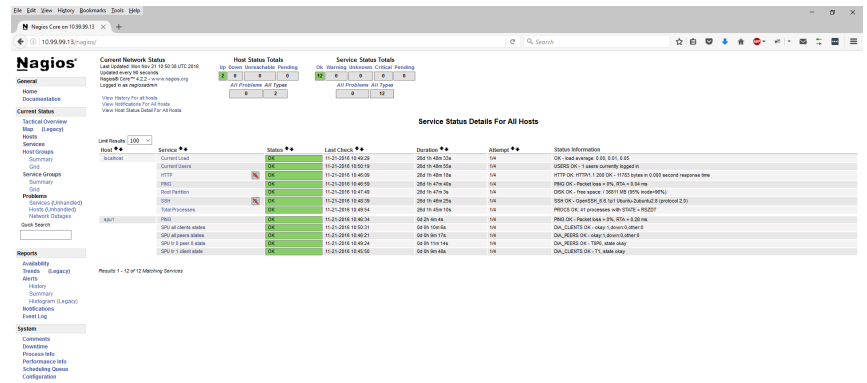 File Edit View History Bookmarks Tools Help
Nagios Core on 10.99.99.13
10.99.99.13/nagios/
Search
Nagios®
General
Home
Documentation
Current Status
Tactical Overview
Map (Legacy)
Hosts
Services
Host Groups
Summary
Grid
Service Groups
Summary
Grid
Problems
Services (Unhandled)
Hosts (Unhandled)
Network Outages
Quick Search:
Reports
Availability
Trends (Legacy)
Alerts
History
Summary
Histogram (Legacy)
Notifications
Event Log
System
Comments
Downtime
Process Info
Performance Info
Scheduling Queue
Configuration
Current Network Status
Last Updated: Mon Nov 21 10:50:38 UTC 2016
Updated every 90 seconds
Nagios® Core™ 4.2.2 - www.nagios.org
Logged in as nagiosadmin
View History For all hosts
View Notifications For All Hosts
View Host Status Detail For All Hosts
Host Status Totals
Up Down Unreachable Pending
2 0 0 0
All Problems All Types
0 2
Service Status Totals
Ok Warning Unknown Critical Pending
12 0 0 0 0
All Problems All Types
0 12
Service Status Details For All Hosts
Limit Results: 100
Host Service Status Last Check Duration Attempt Status Information
localhost Current Load OK 11-21-2016 10:49:29 26d 1h 48m 33s 1/4 OK - load average: 0.00, 0.01, 0.05
Current Users OK 11-21-2016 10:50:19 26d 1h 48m 55s 1/4 USERS OK - 1 users currently logged in
HTTP OK 11-21-2016 10:46:09 26d 1h 48m 18s 1/4 HTTP OK: HTTP/1.1 200 OK - 11783 bytes in 0.000 second response time
PING OK 11-21-2016 10:46:59 26d 1h 47m 40s 1/4 PING OK - Packet loss = 0%, RTA = 0.04 ms
Root Partition OK 11-21-2016 10:47:49 26d 1h 47m 3s 1/4 DISK OK - free space: / 36811 MB (95% inode=96%):
SSH OK 11-21-2016 10:48:39 26d 1h 46m 25s 1/4 SSH OK - OpenSSH_6.6.1p1 Ubuntu-2ubuntu2.8 (protocol 2.0)
Total Processes OK 11-21-2016 10:49:54 26d 1h 45m 10s 1/4 PROCS OK: 41 processes with STATE = RSZDT
spu1 PING OK 11-21-2016 10:46:34 0d 2h 4m 4s 1/4 PING OK - Packet loss = 0%, RTA = 0.28 ms
SPU all clients states OK 11-21-2016 10:50:31 0d 0h 10m 6s 1/4 DIA_CLIENTS OK - okay:1,down:0,other:0
SPU all peers states OK 11-21-2016 10:46:21 0d 0h 9m 17s 1/4 DIA_PEERS OK - okay:1,down:0,other:0
SPU tr 0 peer 0 state OK 11-21-2016 10:49:24 0d 0h 11m 14s 1/4 DIA_PEERS OK - T0P0, state okay
SPU tr 1 client state OK 11-21-2016 10:45:50 0d 0h 9m 48s 1/4 DIA_CLIENTS OK - T1, state okay
Results 1 - 12 of 12 Matching Services